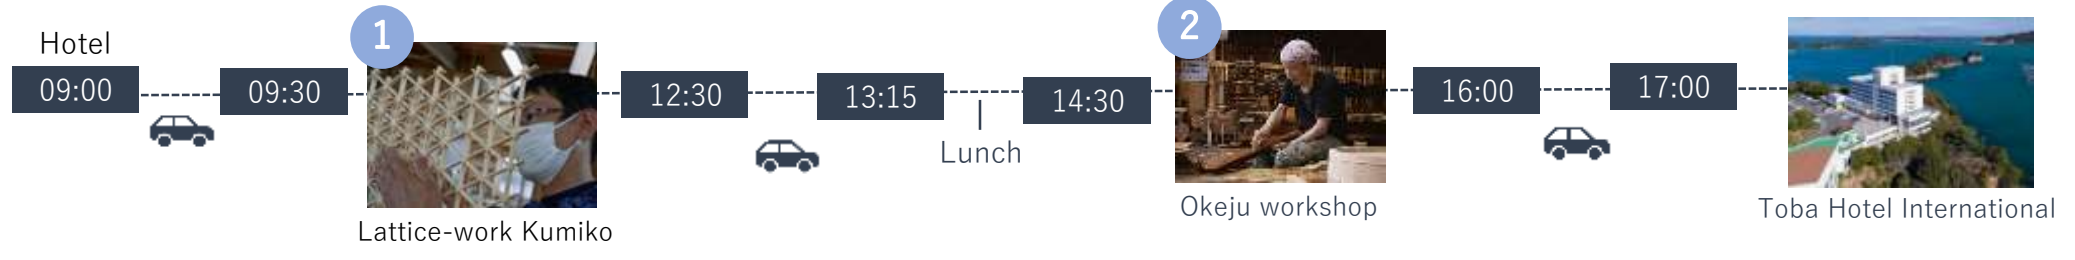 Hotel
09:00
09:30
1
Lattice-work Kumiko
12:30
13:15
Lunch
14:30
2
Okeju workshop
16:00
17:00
Toba Hotel International